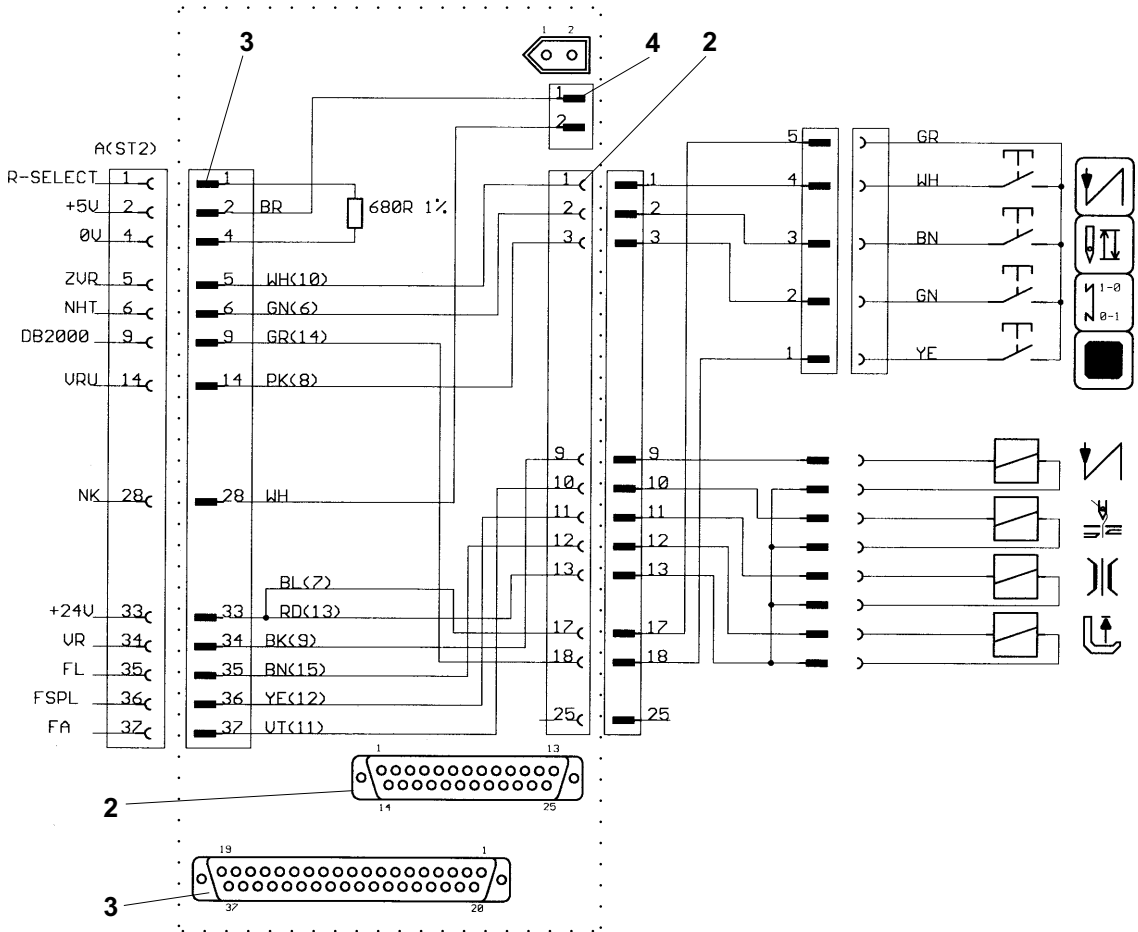 1 2
3 4 2
1
2
A(ST2)
R-SELECT 1 1 680R 1% 1 1
+5V 2 2 BR 2 2
0V 4 4 3 3
ZVR 5 5 WH(10)
NHT 6 6 GN(6)
DB2000 9 9 GR(14)
VRU 14 14 PK(8)
5 GR
4 WH
3 BN
2 GN
1 YE
1-0
0-1
9 9
10 10
NK 28 28 WH
11 11
12 12
13 13
BL(7)
+24V 33 33 RD(13)
17 17
VR 34 34 BK(9)
18 18
FL 35 35 BN(15)
FSPL 36 36 YE(12)
25 25
FA 37 37 VT(11)
1 13
2
14 25
19 1
3
37 20